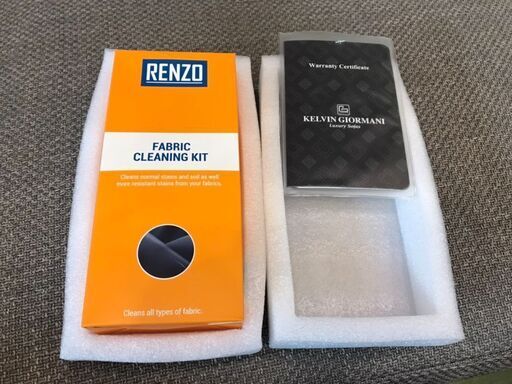 RENZO
FABRIC
CLEANING KIT
Cleans normal stains and soil as well
more resistant stains from your fabrics.
Cleans all types of fabric.
Warranty Certificate
KELVIN GIORMANI
Luxury Sofas